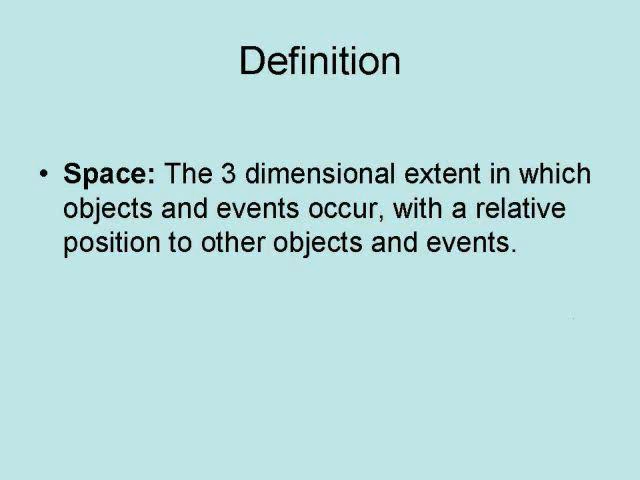 Definition
• Space: The 3 dimensional extent in which
objects and events occur, with a relative
position to other objects and events.